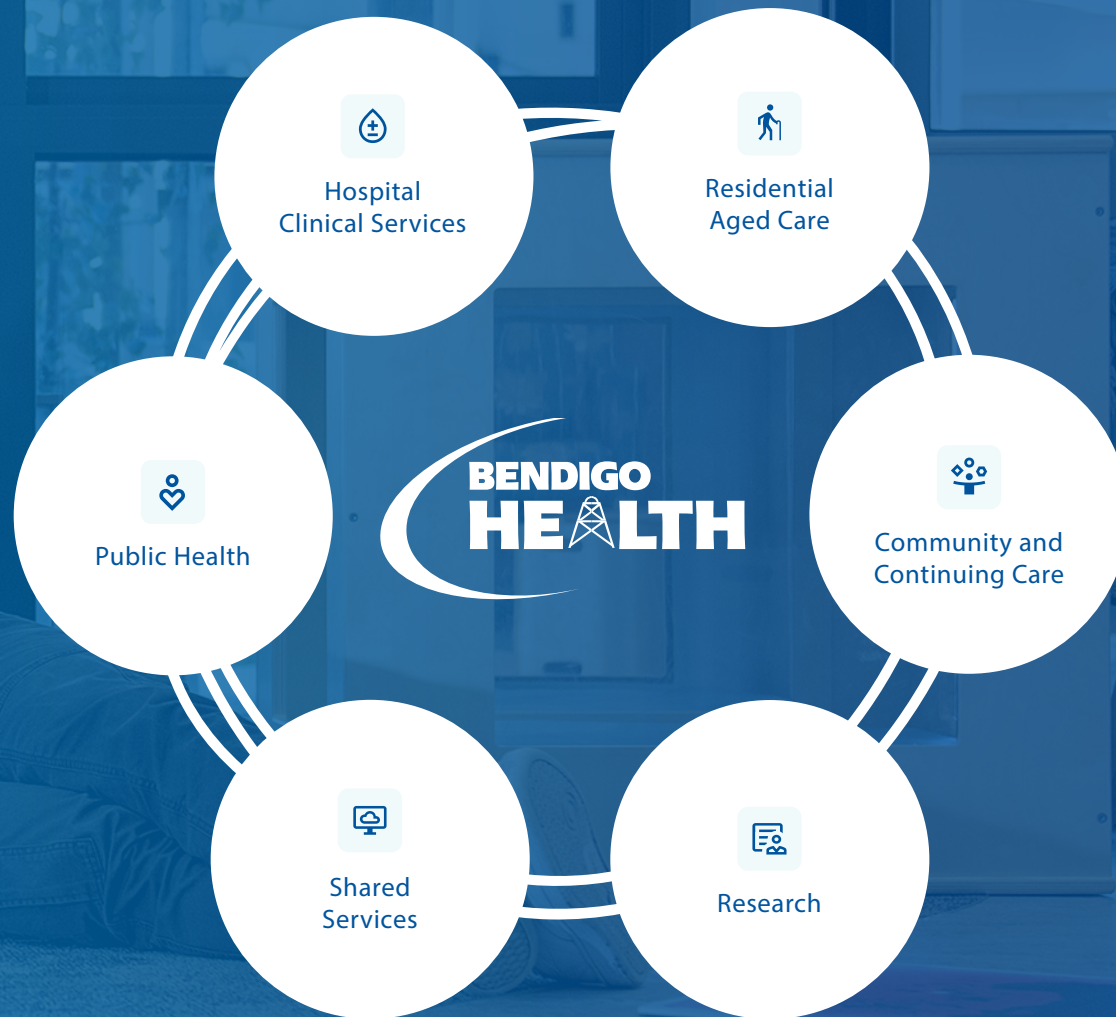 Hospital
Clinical Services
Residential
Aged Care
Public Health
BENDIGO
HEALTH
Community and
Continuing Care
Shared
Services
Research